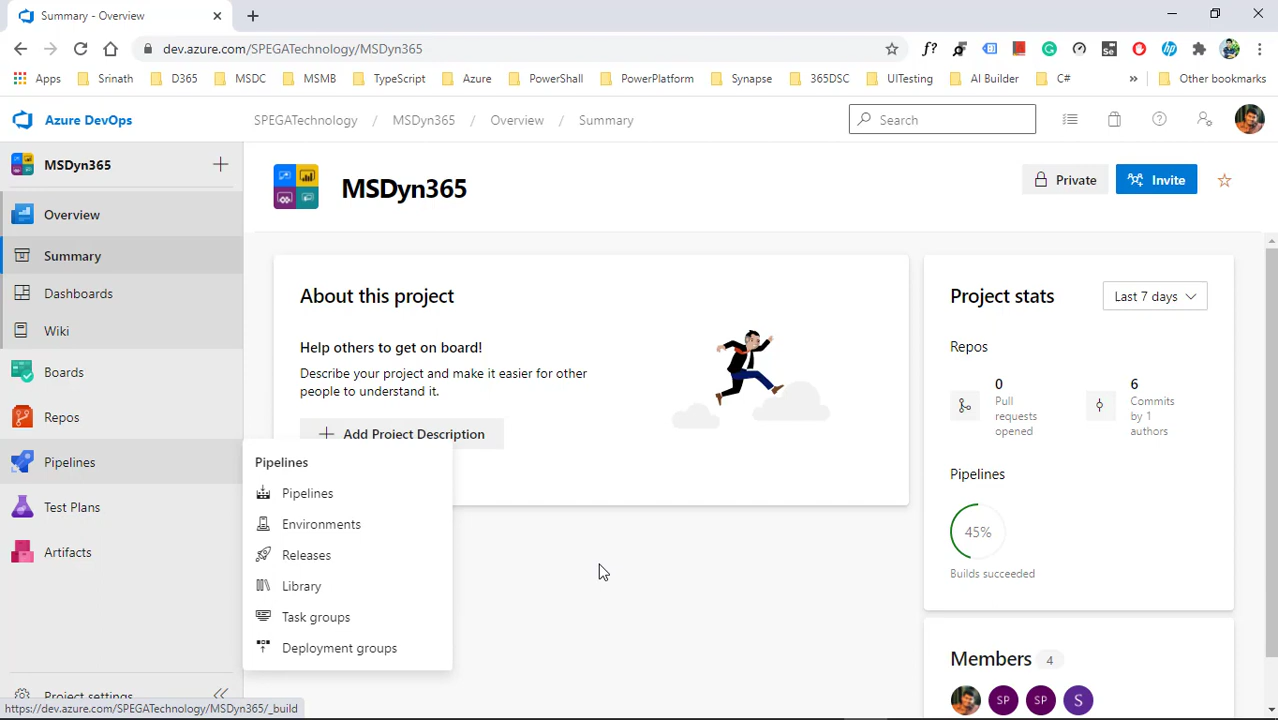 Summary - Overview
dev.azure.com/SPEGATechnology/MSDyn365
f?
Se
hp
Apps Srinath D365 MSDC MSMB TypeScript Azure PowerShall PowerPlatform Synapse 365DSC UITesting AI Builder C# » Other bookmarks
Azure DevOps
SPEGATechnology / MSDyn365 / Overview / Summary
Search
MSDyn365
MSDyn365
Private
Invite
Overview
Summary
Dashboards
Wiki
Boards
Repos
Pipelines
Test Plans
Artifacts
Project settings
About this project
Help others to get on board!
Describe your project and make it easier for other
people to understand it.
Add Project Description
Pipelines
Pipelines
Environments
Releases
Library
Task groups
Deployment groups
Project stats
Last 7 days
Repos
0
Pull
requests
opened
6
Commits
by 1
authors
Pipelines
45%
Builds succeeded
Members 4
SP SP S
https://dev.azure.com/SPEGATechnology/MSDyn365/_build